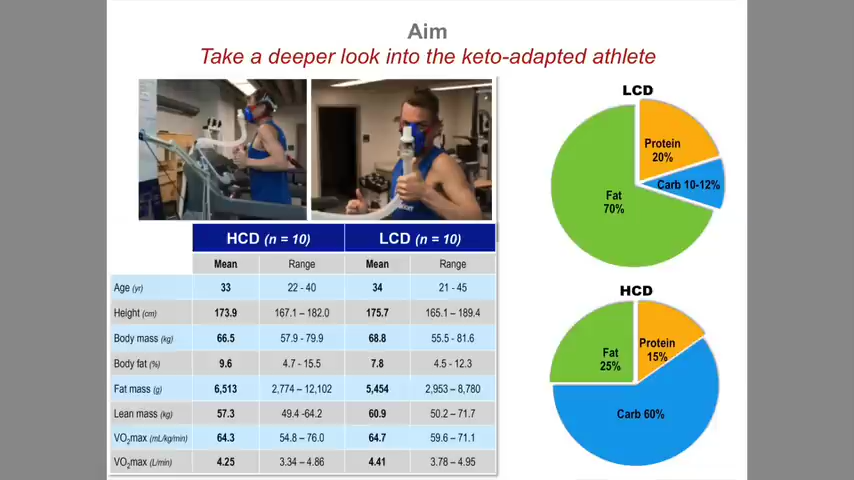 Aim
Take a deeper look into the keto-adapted athlete
HCD (n = 10) LCD (n = 10)
Mean Range Mean Range
Age (yr) 33 22 - 40 34 21 - 45
Height (cm) 173.9 167.1 – 182.0 175.7 165.1 – 189.4
Body mass (kg) 66.5 57.9 - 79.9 68.8 55.5 - 81.6
Body fat (%) 9.6 4.7 - 15.5 7.8 4.5 - 12.3
Fat mass (g) 6,513 2,774 – 12,102 5,454 2,953 – 8,780
Lean mass (kg) 57.3 49.4 -64.2 60.9 50.2 – 71.7
VO2max (mL/kg/min) 64.3 54.8 – 76.0 64.7 59.6 – 71.1
VO2max (L/min) 4.25 3.34 – 4.86 4.41 3.78 – 4.95
LCD
Protein
20%
Carb 10-12%
Fat
70%
HCD
Protein
15%
Fat
25%
Carb 60%